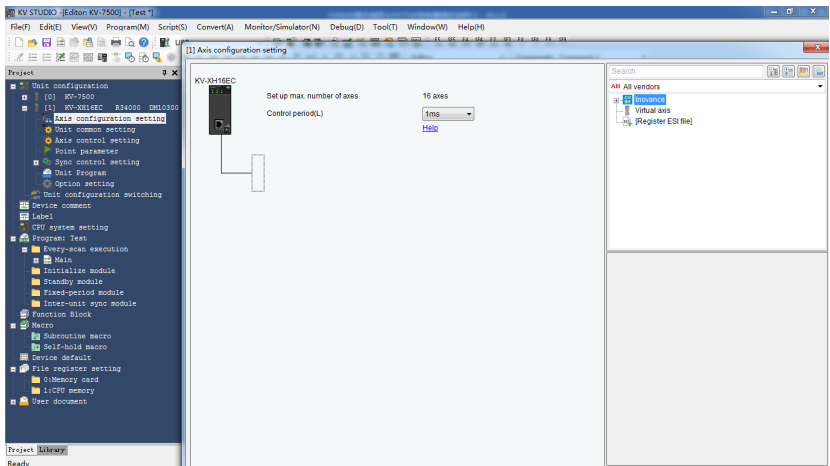 KV STUDIO -[Editor: KV-7500] - [Test *]
File(F) Edit(E) View(V) Program(M) Script(S) Convert(A) Monitor/Simulator(N) Debug(D) Tool(T) Window(W) Help(H)
[1] Axis configuration setting
Project
Unit configuration
[0] KV-7500
[1] KV-XH16EC R34000 DM10300
Axis configuration setting
Unit common setting
Axis control setting
Point parameter
Sync control setting
Unit Program
Option setting
Unit configuration switching
Device comment
Label
CPU system setting
Program: Test
Every-scan execution
Main
Initialize module
Standby module
Fixed-period module
Inter-unit sync module
Function Block
Macro
Subroutine macro
Self-hold macro
Device default
File register setting
0:Memory card
1:CPU memory
User document
Project Library
Ready
KV-XH16EC
Set up max. number of axes 16 axes
Control period(L) 1ms
Help
Search
All All vendors
Inovance
Virtual axis
[Register ESI file]